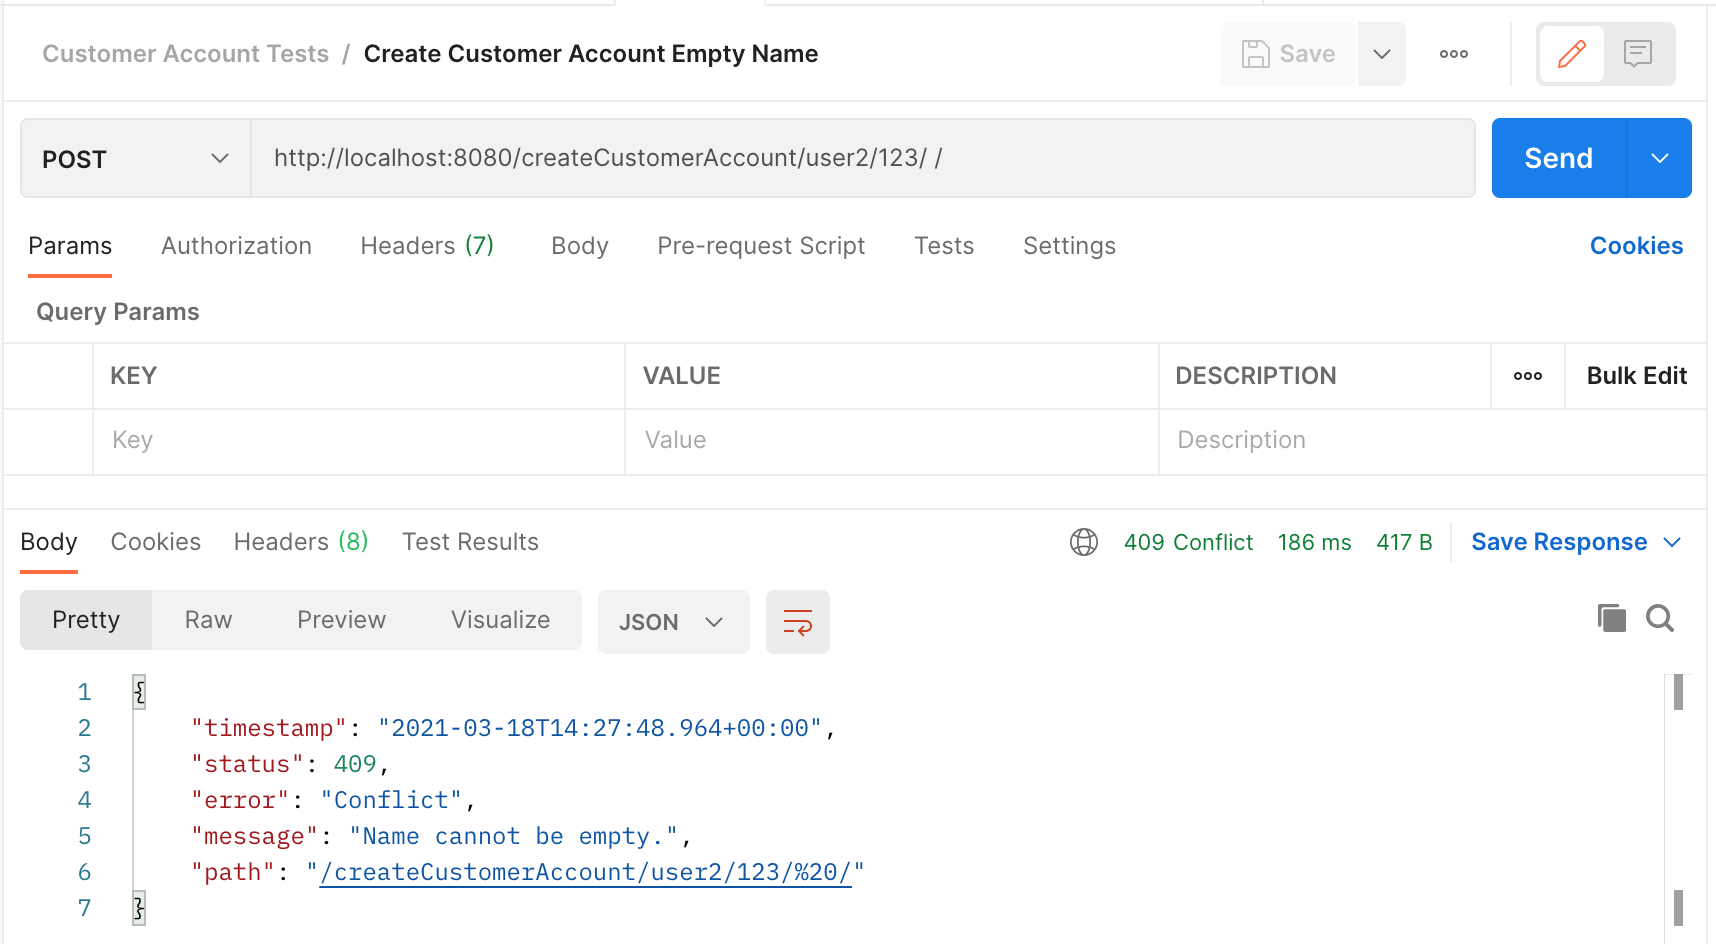 Customer Account Tests / Create Customer Account Empty Name
Save
POST
http://localhost:8080/createCustomerAccount/user2/123/ /
Send
Params Authorization Headers (7) Body Pre-request Script Tests Settings Cookies
Query Params
KEY VALUE DESCRIPTION Bulk Edit
Key Value Description
Body Cookies Headers (8) Test Results 409 Conflict 186 ms 417 B Save Response
Pretty Raw Preview Visualize JSON
1 {
2 "timestamp": "2021-03-18T14:27:48.964+00:00",
3 "status": 409,
4 "error": "Conflict",
5 "message": "Name cannot be empty.",
6 "path": "/createCustomerAccount/user2/123/%20/"
7 }